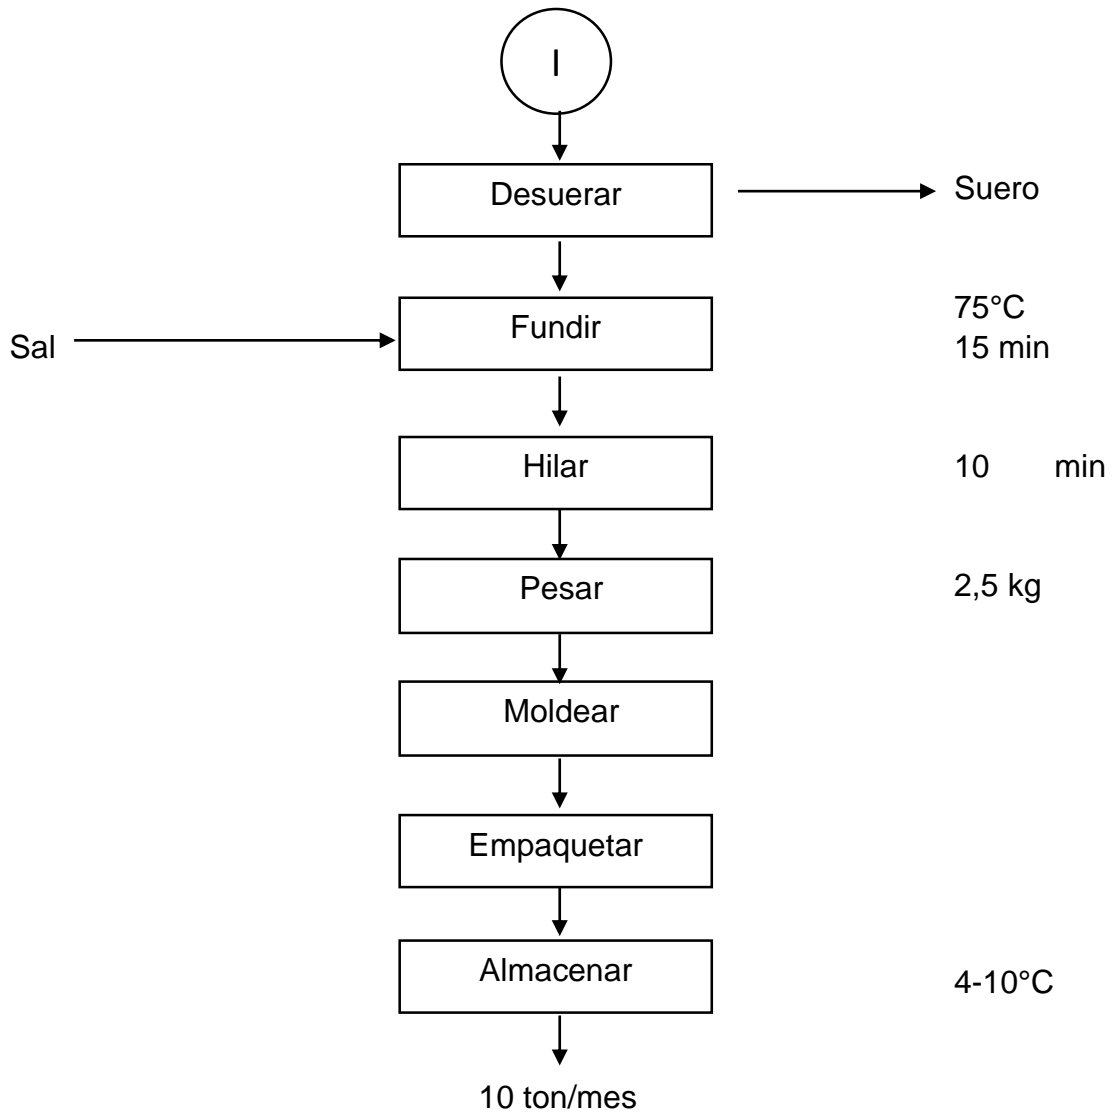 I
Desuerar
Suero
75°C
Fundir
Sal
15 min
Hilar
10 min
Pesar
2,5 kg
Moldear
Empaquetar
Almacenar
4-10°C
10 ton/mes